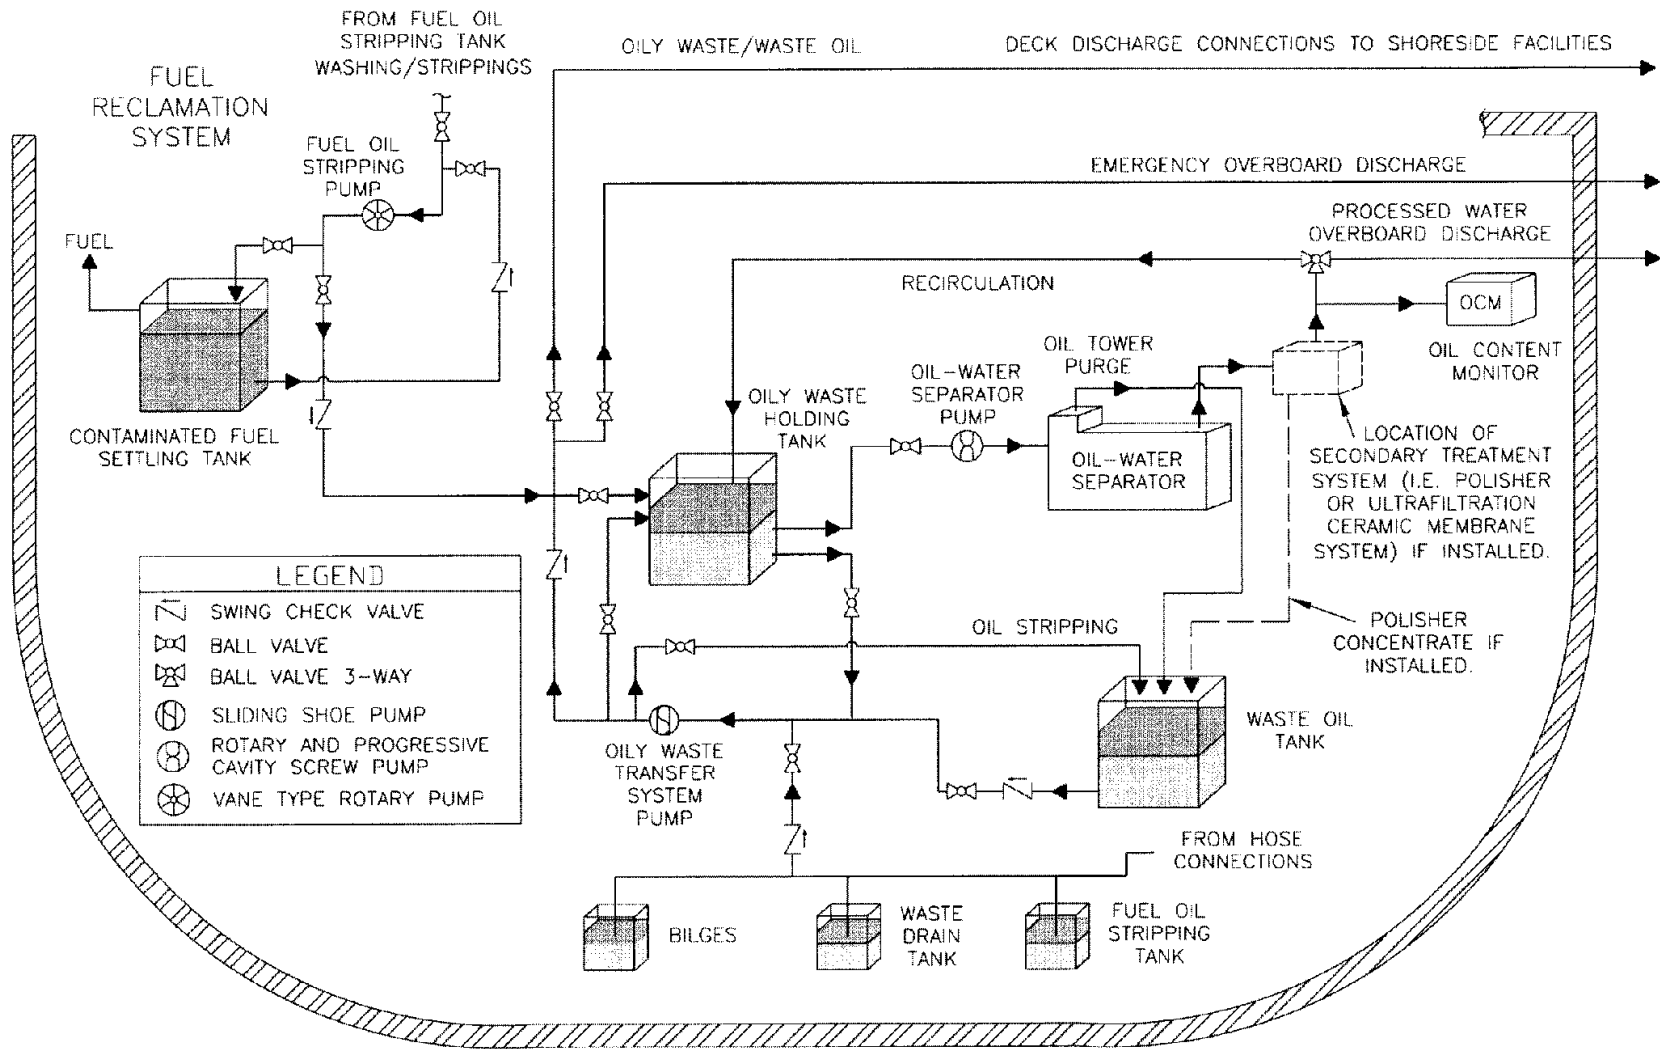 FROM FUEL OIL
STRIPPING TANK
WASHING/STRIPPINGS
OILY WASTE/WASTE OIL
DECK DISCHARGE CONNECTIONS TO SHORESIDE FACILITIES
FUEL
RECLAMATION
SYSTEM
FUEL OIL
STRIPPING
PUMP
EMERGENCY OVERBOARD DISCHARGE
PROCESSED WATER
OVERBOARD DISCHARGE
FUEL
RECIRCULATION
OCM
OIL CONTENT
MONITOR
OIL TOWER
PURGE
OIL-WATER
SEPARATOR
PUMP
OILY WASTE
HOLDING
TANK
CONTAMINATED FUEL
SETTLING TANK
OIL-WATER
SEPARATOR
LOCATION OF
SECONDARY TREATMENT
SYSTEM (I.E. POLISHER
OR ULTRAFILTRATION
CERAMIC MEMBRANE
SYSTEM) IF INSTALLED.
LEGEND
SWING CHECK VALVE
BALL VALVE
BALL VALVE 3-WAY
SLIDING SHOE PUMP
ROTARY AND PROGRESSIVE
CAVITY SCREW PUMP
VANE TYPE ROTARY PUMP
OIL STRIPPING
POLISHER
CONCENTRATE IF
INSTALLED.
WASTE OIL
TANK
OILY WASTE
TRANSFER
SYSTEM
PUMP
FROM HOSE
CONNECTIONS
BILGES
WASTE
DRAIN
TANK
FUEL OIL
STRIPPING
TANK